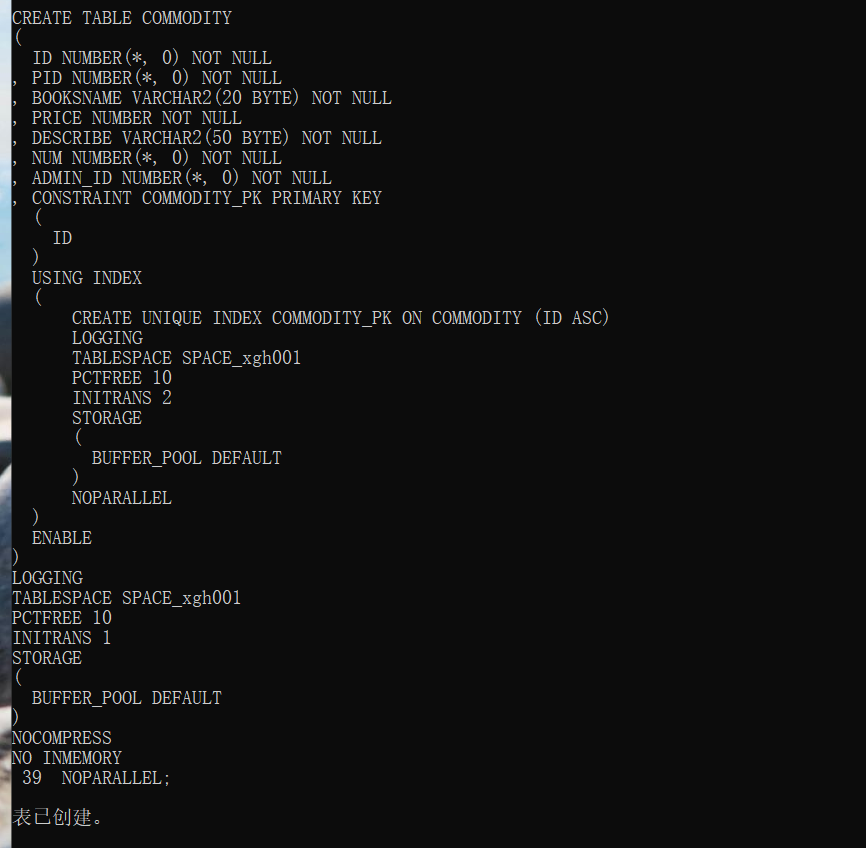 CREATE TABLE COMMODITY
(
  ID NUMBER(*, 0) NOT NULL
, PID NUMBER(*, 0) NOT NULL
, BOOKSNAME VARCHAR2(20 BYTE) NOT NULL
, PRICE NUMBER NOT NULL
, DESCRIBE VARCHAR2(50 BYTE) NOT NULL
, NUM NUMBER(*, 0) NOT NULL
, ADMIN_ID NUMBER(*, 0) NOT NULL
, CONSTRAINT COMMODITY_PK PRIMARY KEY
  (
    ID
  )
  USING INDEX
  (
      CREATE UNIQUE INDEX COMMODITY_PK ON COMMODITY (ID ASC)
      LOGGING
      TABLESPACE SPACE_xgh001
      PCTFREE 10
      INITRANS 2
      STORAGE
      (
        BUFFER_POOL DEFAULT
      )
      NOPARALLEL
  )
  ENABLE
)
LOGGING
TABLESPACE SPACE_xgh001
PCTFREE 10
INITRANS 1
STORAGE
(
  BUFFER_POOL DEFAULT
)
NOCOMPRESS
NO INMEMORY
 39  NOPARALLEL;

表已创建。